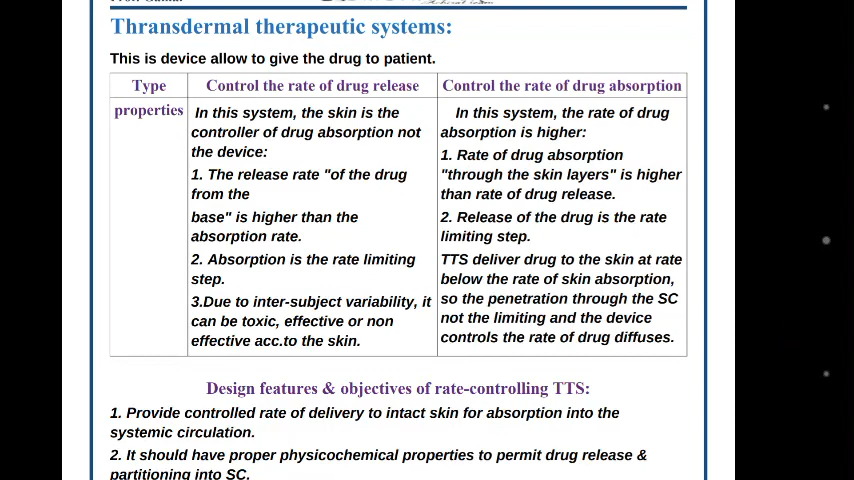 Thransdermal therapeutic systems:
This is device allow to give the drug to patient.
Type
Control the rate of drug release
Control the rate of drug absorption
properties
In this system, the skin is the
controller of drug absorption not
the device:
1. The release rate "of the drug
from the
base" is higher than the
absorption rate.
2. Absorption is the rate limiting
step.
3.Due to inter-subject variability, it
can be toxic, effective or non
effective acc.to the skin.
In this system, the rate of drug
absorption is higher:
1. Rate of drug absorption
"through the skin layers" is higher
than rate of drug release.
2. Release of the drug is the rate
limiting step.
TTS deliver drug to the skin at rate
below the rate of skin absorption,
so the penetration through the SC
not the limiting and the device
controls the rate of drug diffuses.
Design features & objectives of rate-controlling TTS:
1. Provide controlled rate of delivery to intact skin for absorption into the
systemic circulation.
2. It should have proper physicochemical properties to permit drug release &
partitioning into SC.